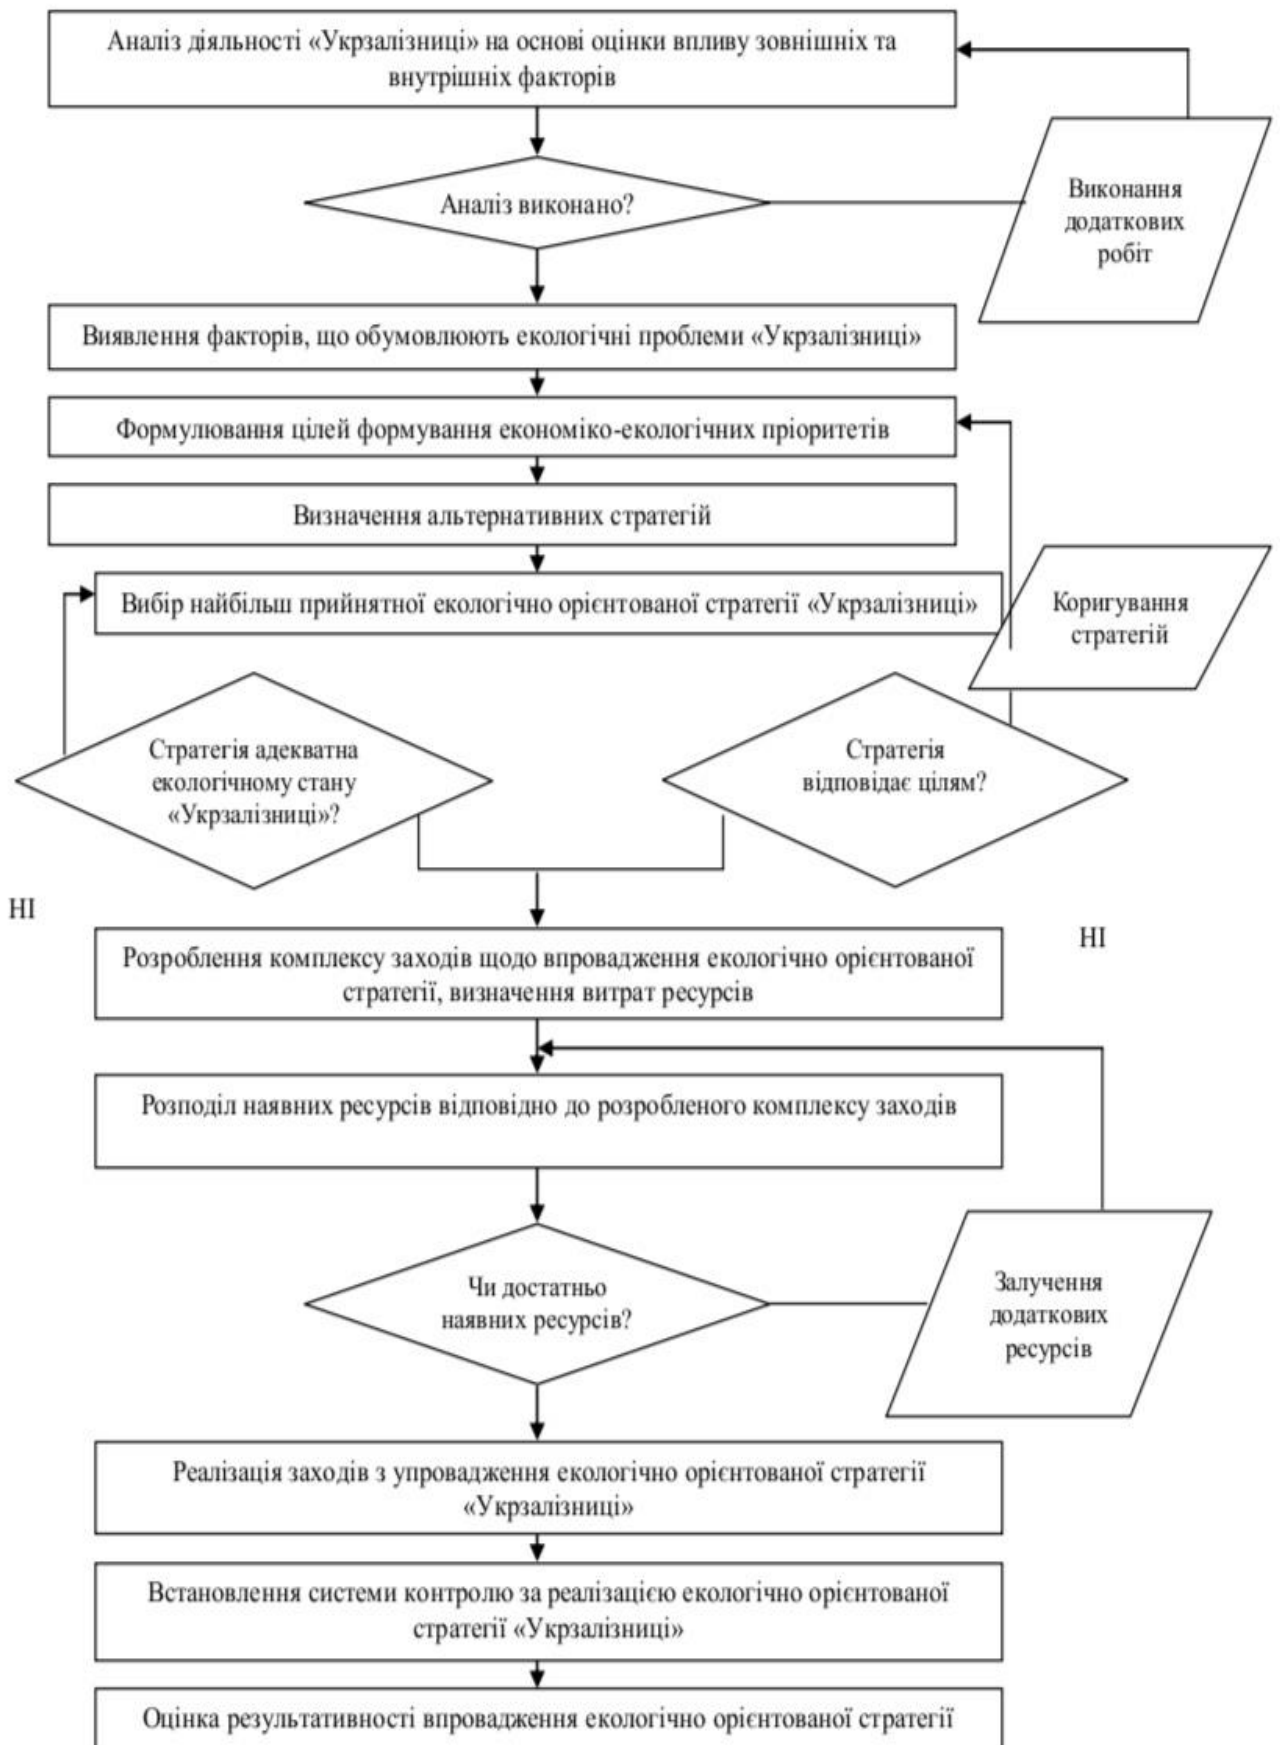 Аналіз діяльності «Укрзалізниці» на основі оцінки впливу зовнішніх та
внутрішніх факторів
Аналіз виконано?
Виконання
додаткових
робіт
Виявлення факторів, що обумовлюють екологічні проблеми «Укрзалізниці»
Формулювання цілей формування економіко-екологічних пріоритетів
Визначення альтернативних стратегій
Вибір найбільш прийнятної екологічно орієнтованої стратегії «Укрзалізниці»
Коригування
стратегій
Стратегія адекватна
екологічному стану
«Укрзалізниці»?
Стратегія
відповідає цілям?
НІ
НІ
Розроблення комплексу заходів щодо впровадження екологічно орієнтованої
стратегії, визначення витрат ресурсів
Розподіл наявних ресурсів відповідно до розробленого комплексу заходів
Чи достатньо
наявних ресурсів?
Залучення
додаткових
ресурсів
Реалізація заходів з упровадження екологічно орієнтованої стратегії
«Укрзалізниці»
Встановлення системи контролю за реалізацією екологічно орієнтованої
стратегії «Укрзалізниці»
Оцінка результативності впровадження екологічно орієнтованої стратегії